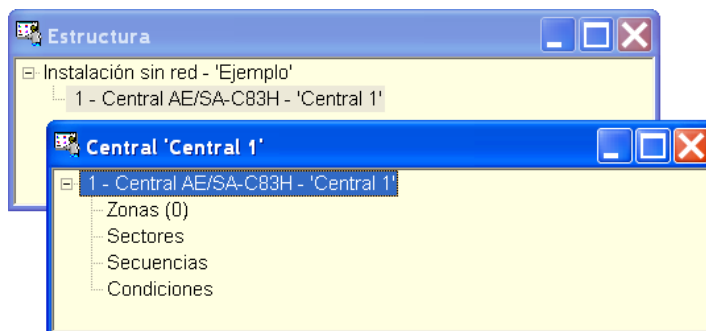 Estructura
Instalación sin red - 'Ejemplo'
1 - Central AE/SA-C83H - 'Central 1'
Central 'Central 1'
1 - Central AE/SA-C83H - 'Central 1'
Zonas (0)
Sectores
Secuencias
Condiciones